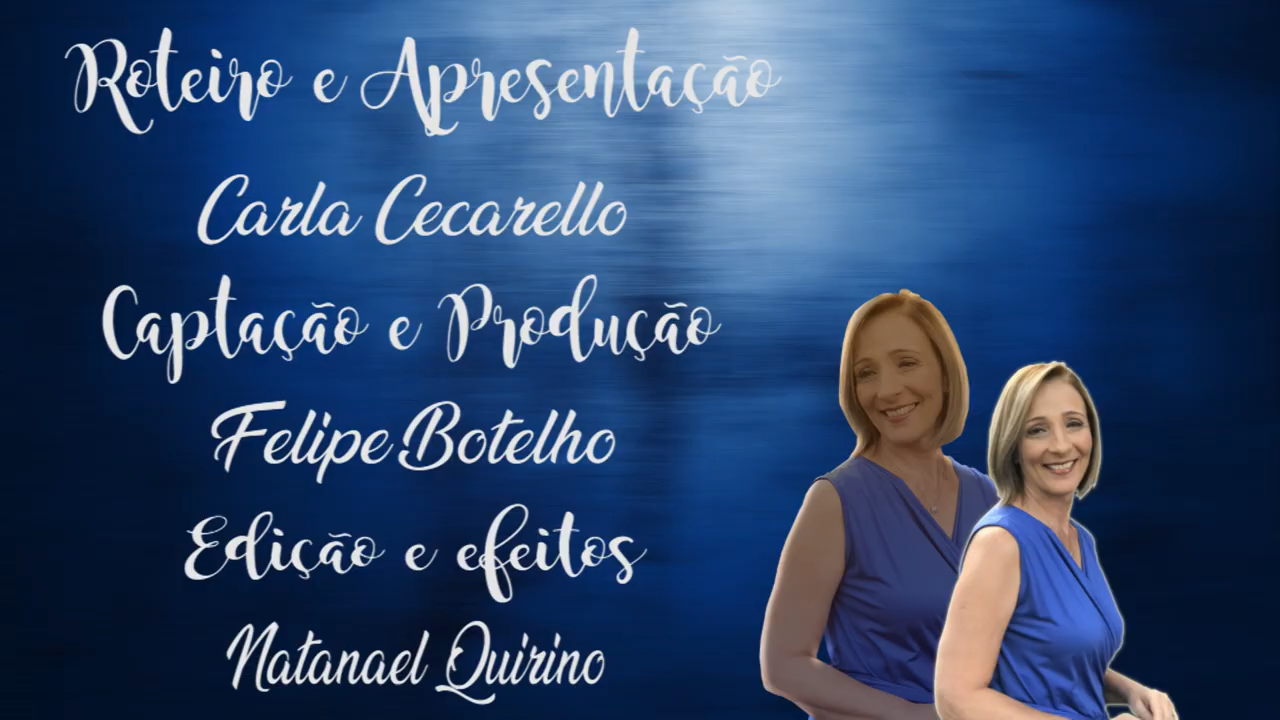 Roteiro e Apresentação
Carla Cecarello
Captação e Produção
Felipe Botelho
Edição e efeitos
Natanael Quirino